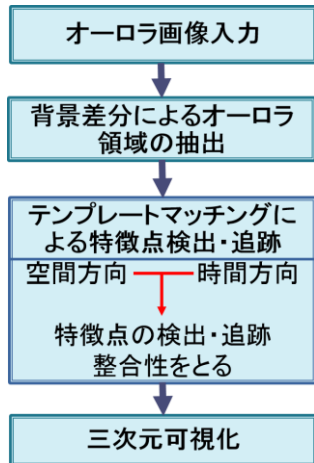 オーロラ画像入力
背景差分によるオーロラ
領域の抽出
テンプレートマッチングに
よる特徴点検出・追跡
空間方向 時間方向
特徴点の検出・追跡
整合性をとる
三次元可視化